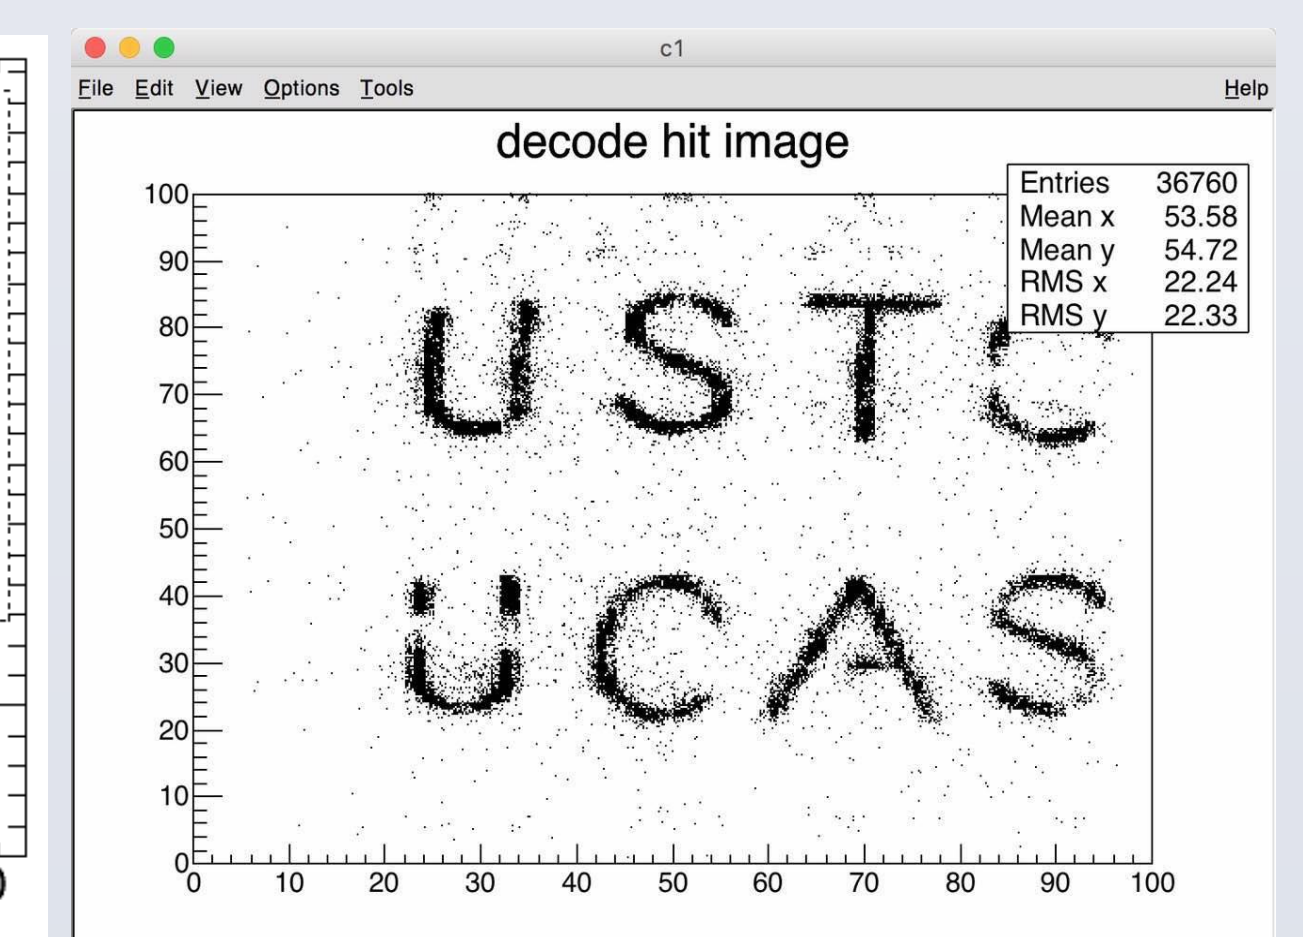 c1
File Edit View Options Tools Help
decode hit image
Entries 36760
Mean x 53.58
Mean y 54.72
RMS x 22.24
RMS y 22.33
100
90
80
70
60
50
40
30
20
10
0
USTC
UCAS
0 10 20 30 40 50 60 70 80 90 100